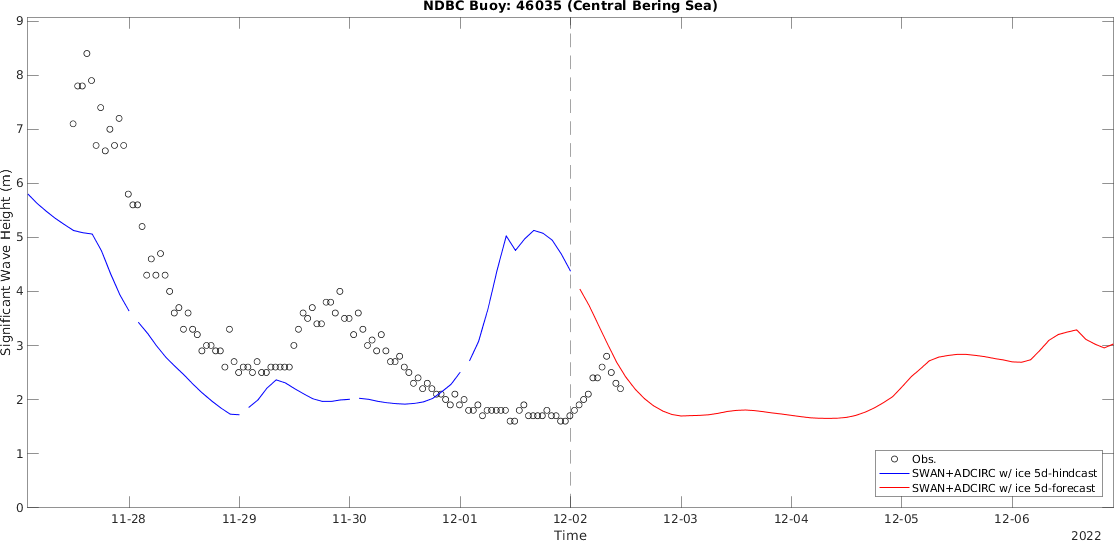 NDBC Buoy: 46035 (Central Bering Sea)
Significant Wave Height (m)
9
8
7
6
5
4
3
2
1
0
11-28 11-29 11-30 12-01 12-02 12-03 12-04 12-05 12-06
Time
2022
Obs.
SWAN+ADCIRC w/ ice 5d-hindcast
SWAN+ADCIRC w/ ice 5d-forecast